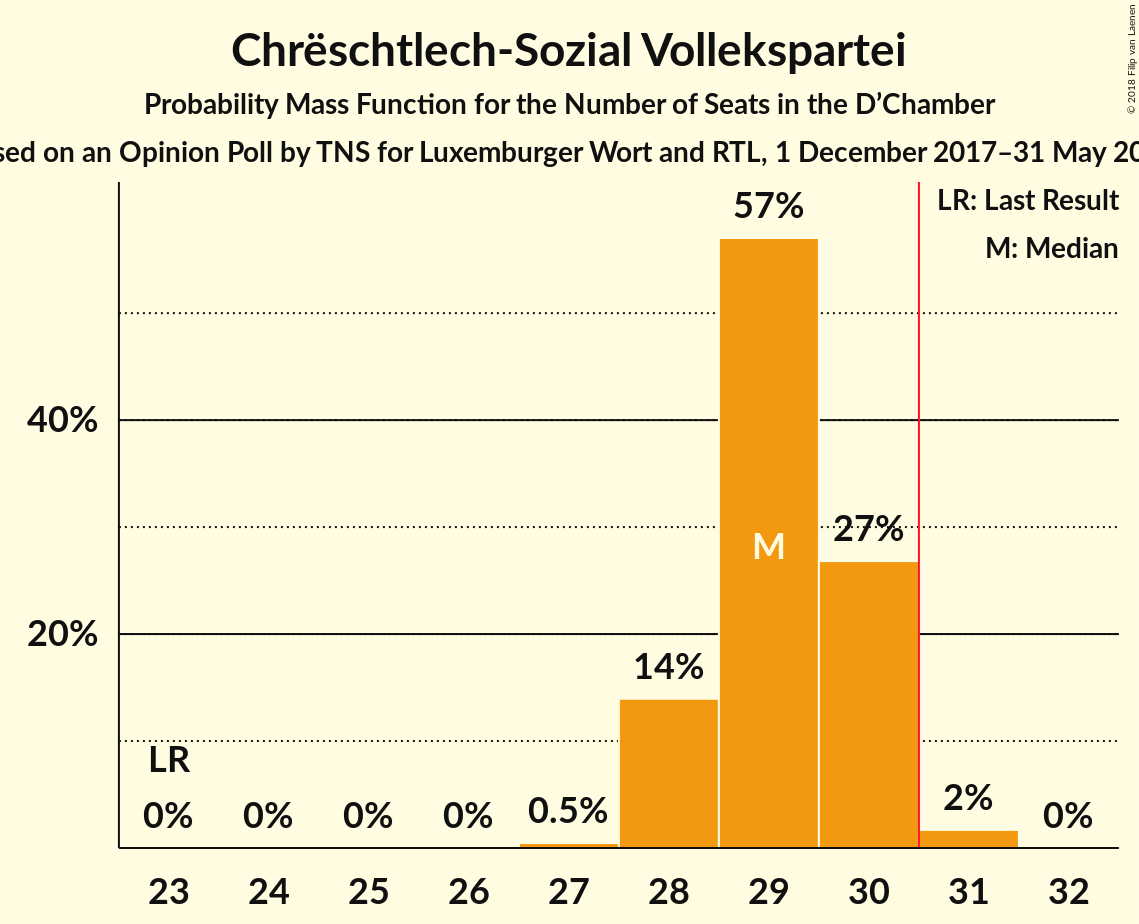 Chrëschtlech-Sozial Vollekspartei
Probability Mass Function for the Number of Seats in the D’Chamber
on an Opinion Poll by TNS for Luxemburger Wort and RTL, 1 December 2017–31 May
© 2018 Filip van Laenen
LR: Last Result
M: Median
57%
40%
M
27%
20%
14%
LR
0%
0%
0%
0%
0.5%
2%
0%
23
24
25
26
27
28
29
30
31
32